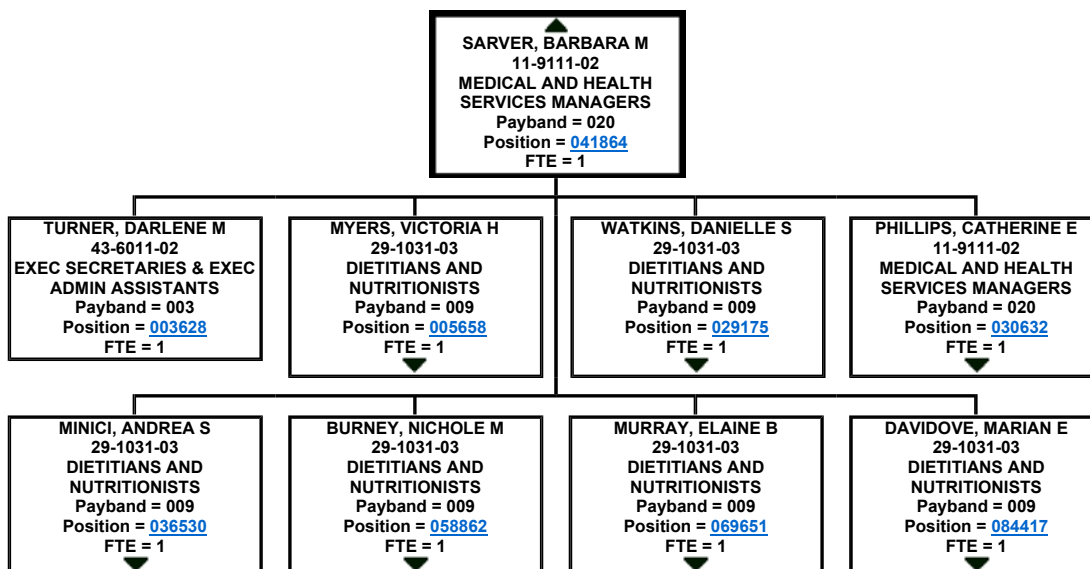 SARVER, BARBARA M
11-9111-02
MEDICAL AND HEALTH
SERVICES MANAGERS
Payband = 020
Position = 041864
FTE = 1
TURNER, DARLENE M
43-6011-02
EXEC SECRETARIES & EXEC
ADMIN ASSISTANTS
Payband = 003
Position = 003628
FTE = 1
MYERS, VICTORIA H
29-1031-03
DIETITIANS AND
NUTRITIONISTS
Payband = 009
Position = 005658
FTE = 1
WATKINS, DANIELLE S
29-1031-03
DIETITIANS AND
NUTRITIONISTS
Payband = 009
Position = 029175
FTE = 1
PHILLIPS, CATHERINE E
11-9111-02
MEDICAL AND HEALTH
SERVICES MANAGERS
Payband = 020
Position = 030632
FTE = 1
MINICI, ANDREA S
29-1031-03
DIETITIANS AND
NUTRITIONISTS
Payband = 009
Position = 036530
FTE = 1
BURNEY, NICHOLE M
29-1031-03
DIETITIANS AND
NUTRITIONISTS
Payband = 009
Position = 058862
FTE = 1
MURRAY, ELAINE B
29-1031-03
DIETITIANS AND
NUTRITIONISTS
Payband = 009
Position = 069651
FTE = 1
DAVIDOVE, MARIAN E
29-1031-03
DIETITIANS AND
NUTRITIONISTS
Payband = 009
Position = 084417
FTE = 1